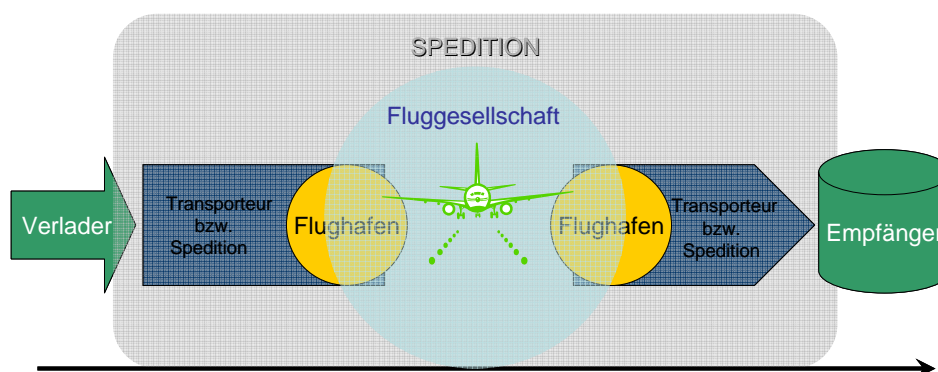 SPEDITION
Fluggesellschaft
Verlader
Transporteur
bzw.
Spedition
Flughafen
Flughafen
Transporteur
bzw.
Spedition
Empfänger